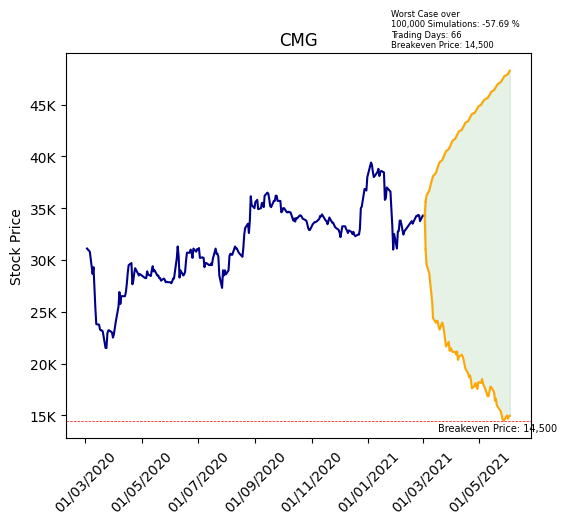 Worst Case over
100,000 Simulations: -57.69 %
Trading Days: 66
Breakeven Price: 14,500
CMG
Stock Price
45K
40K
35K
30K
25K
20K
15K
Breakeven Price: 14,500
01/03/2020
01/05/2020
01/07/2020
01/09/2020
01/11/2020
01/01/2021
01/03/2021
01/05/2021